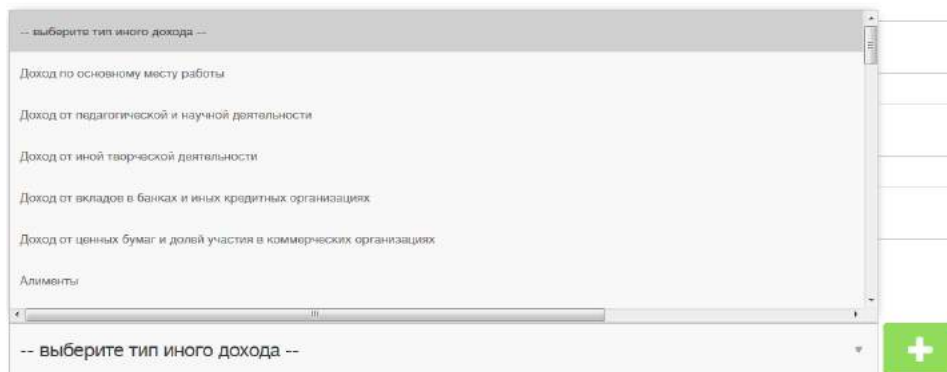 -- выберите тип иного дохода --
Доход по основному месту работы
Доход от педагогической и научной деятельности
Доход от иной творческой деятельности
Доход от вкладов в банках и иных кредитных организациях
Доход от ценных бумаг и долей участия в коммерческих организациях
Алименты
-- выберите тип иного дохода --